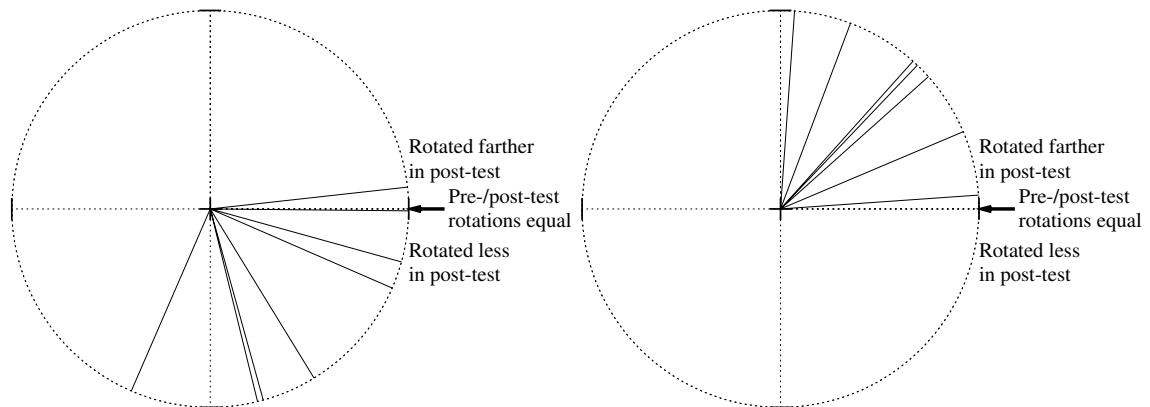 Rotated farther
in post-test
Pre-/post-test
rotations equal
Rotated less
in post-test
Rotated farther
in post-test
Pre-/post-test
rotations equal
Rotated less
in post-test